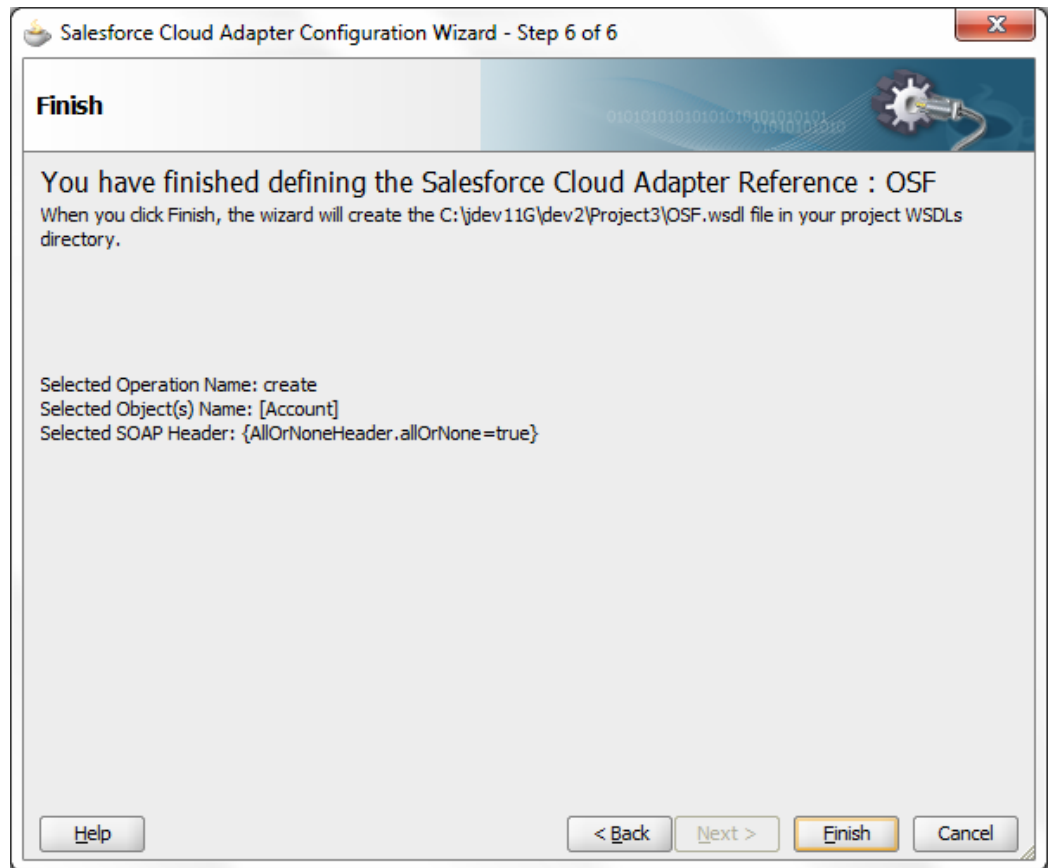 Salesforce Cloud Adapter Configuration Wizard - Step 6 of 6
Finish
You have finished defining the Salesforce Cloud Adapter Reference : OSF
When you click Finish, the wizard will create the C:\jdev11G\dev2\Project3\OSF.wsdl file in your project WSDLs
directory.
Selected Operation Name: create
Selected Object(s) Name: [Account]
Selected SOAP Header: {AllOrNoneHeader.allOrNone=true}
Help
< Back
Next >
Finish
Cancel